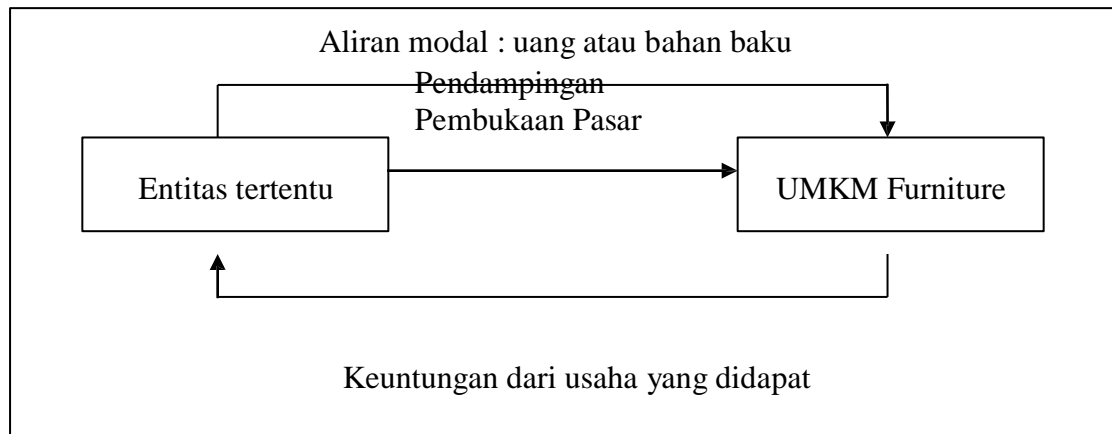 Aliran modal : uang atau bahan baku
Pendampingan
Pembukaan Pasar
Entitas tertentu
UMKM Furniture
Keuntungan dari usaha yang didapat